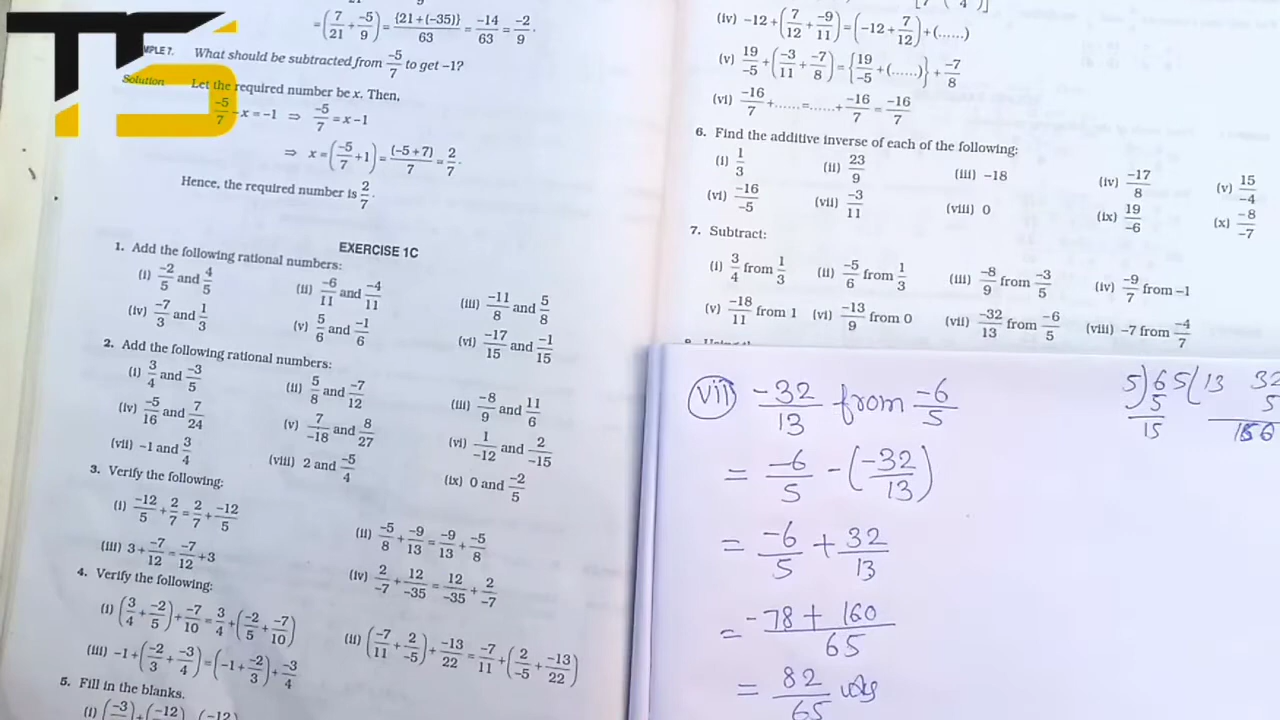 = (7/21 + -5/9) = {21+(-35)}/63 = -14/63 = -2/9.
MPLE 7. What should be subtracted from -5/7 to get -1?
Solution Let the required number be x. Then,
-5/7 - x = -1 ⇒ -5/7 = x - 1
⇒ x = (-5/7 + 1) = (-5+7)/7 = 2/7.
Hence, the required number is 2/7.
EXERCISE 1C
1. Add the following rational numbers:
(i) -2/5 and 4/5 (ii) -6/11 and -4/11 (iii) -11/8 and 5/8
(iv) -7/3 and 1/3 (v) 5/6 and -1/6 (vi) -17/15 and -1/15
2. Add the following rational numbers:
(i) 3/4 and -3/5 (ii) 5/8 and -7/12 (iii) -8/9 and 11/6
(iv) -5/16 and 7/24 (v) 7/-18 and 8/27 (vi) 1/-12 and 2/-15
(vii) -1 and 3/4 (viii) 2 and -5/4 (ix) 0 and -2/5
3. Verify the following:
(i) -12/5 + 2/7 = 2/7 + -12/5 (ii) -5/8 + -9/13 = -9/13 + -5/8
(iii) 3 + -7/12 = -7/12 + 3 (iv) 2/-7 + 12/-35 = 12/-35 + 2/-7
4. Verify the following:
(i) (3/4 + -2/5) + -7/10 = 3/4 + (-2/5 + -7/10) (ii) (-7/11 + 2/-5) + -13/22 = -7/11 + (2/-5 + -13/22)
(iii) -1 + (-2/3 + -3/4) = (-1 + -2/3) + -3/4
5. Fill in the blanks.
(iv) -12 + (7/12 + -9/11) = (-12 + 7/12) + (......)
(v) 19/-5 + (-3/11 + -7/8) = {19/-5 + (......)} + -7/8
(vi) -16/7 + ...... = ...... + -16/7 = -16/7
6. Find the additive inverse of each of the following:
(i) 1/3 (ii) 23/9 (iii) -18 (iv) -17/8 (v) 15/-4
(vi) -16/-5 (vii) -3/11 (viii) 0 (ix) 19/-6 (x) -8/-7
7. Subtract:
(i) 3/4 from 1/3 (ii) -5/6 from 1/3 (iii) -8/9 from -3/5 (iv) -9/7 from -1
(v) -18/11 from 1 (vi) -13/9 from 0 (vii) -32/13 from -6/5 (viii) -7 from -4/7
(vii) -32/13 from -6/5
= -6/5 - (-32/13)
= -6/5 + 32/13
= -78 + 160/65
= 82/65
5)65(13
5
15
32
5
TS